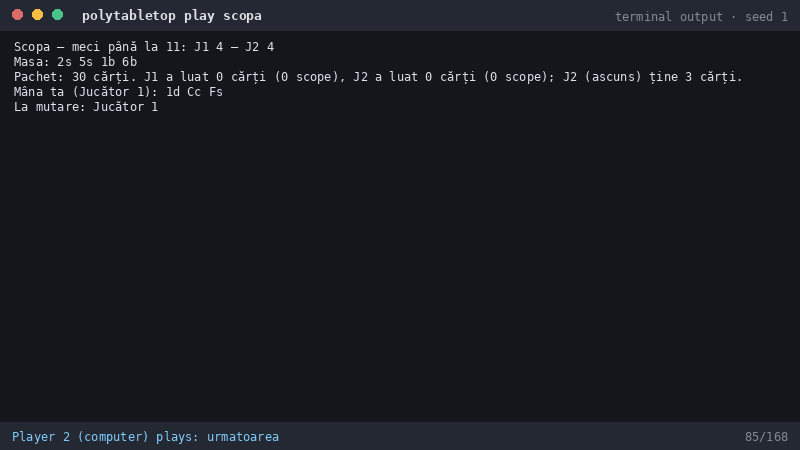 polytabletop play scopa
terminal output · seed 1
Scopa — meci până la 11: J1 4 — J2 4
Masa: 2s 5s 1b 6b
Pachet: 30 cărți. J1 a luat 0 cărți (0 scope), J2 a luat 0 cărți (0 scope); J2 (ascuns) ține 3 cărți.
Mâna ta (Jucător 1): 1d Cc Fs
La mutare: Jucător 1
Player 2 (computer) plays: urmatoarea
85/168